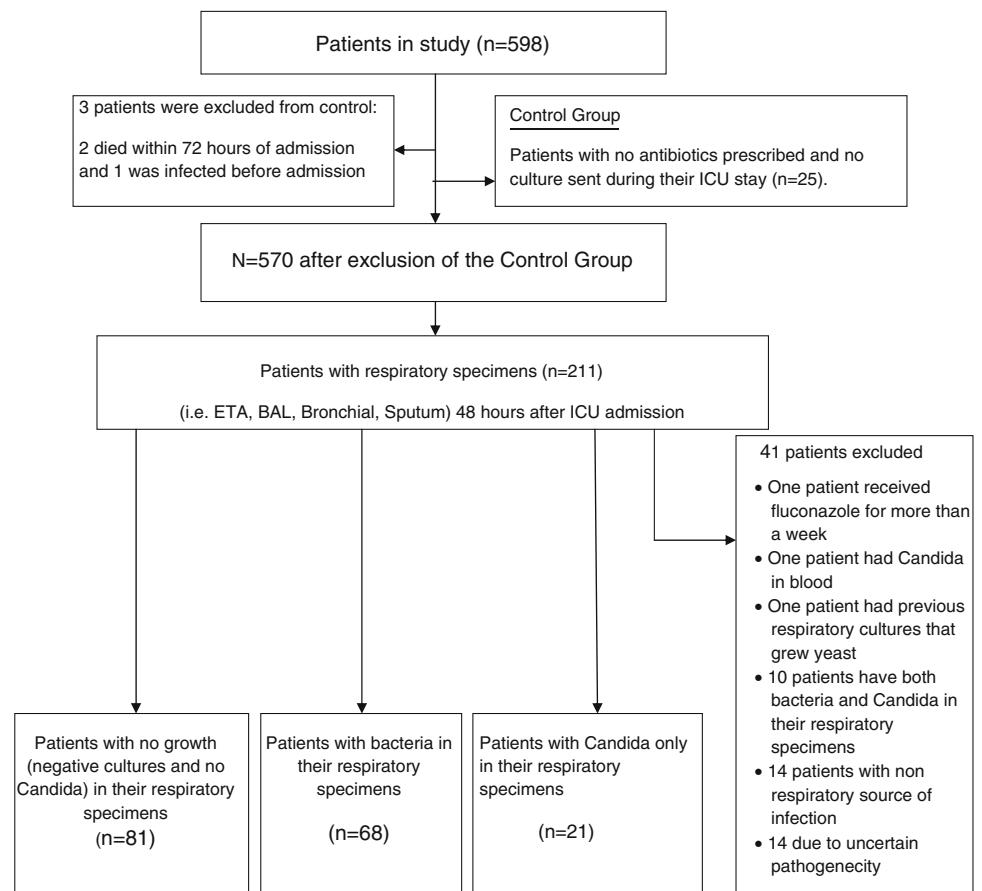 Patients in study (n=598)
3 patients were excluded from control:
2 died within 72 hours of admission
and 1 was infected before admission
Control Group
Patients with no antibiotics prescribed and no
culture sent during their ICU stay (n=25).
N=570 after exclusion of the Control Group
Patients with respiratory specimens (n=211)
(i.e. ETA, BAL, Bronchial, Sputum) 48 hours after ICU admission
41 patients excluded
• One patient received
fluconazole for more than
a week
• One patient had Candida
in blood
• One patient had previous
respiratory cultures that
grew yeast
• 10 patients have both
bacteria and Candida in
their respiratory
specimens
• 14 patients with non
respiratory source of
infection
• 14 due to uncertain
pathogenecity
Patients with no growth
(negative cultures and no
Candida) in their respiratory
specimens
(n=81)
Patients with bacteria in
their respiratory
specimens
(n=68)
Patients with Candida only
in their respiratory
specimens
(n=21)